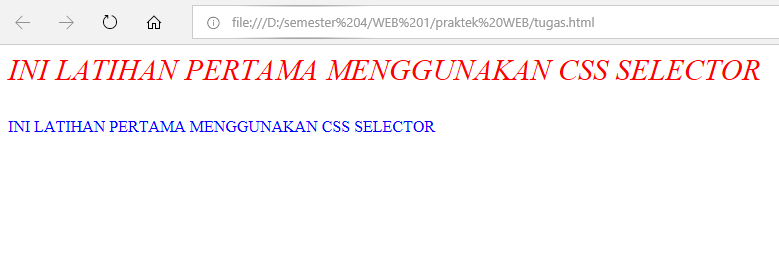 file:///D:/semester%204/WEB%201/praktek%20WEB/tugas.html
INI LATIHAN PERTAMA MENGGUNAKAN CSS SELECTOR
INI LATIHAN PERTAMA MENGGUNAKAN CSS SELECTOR